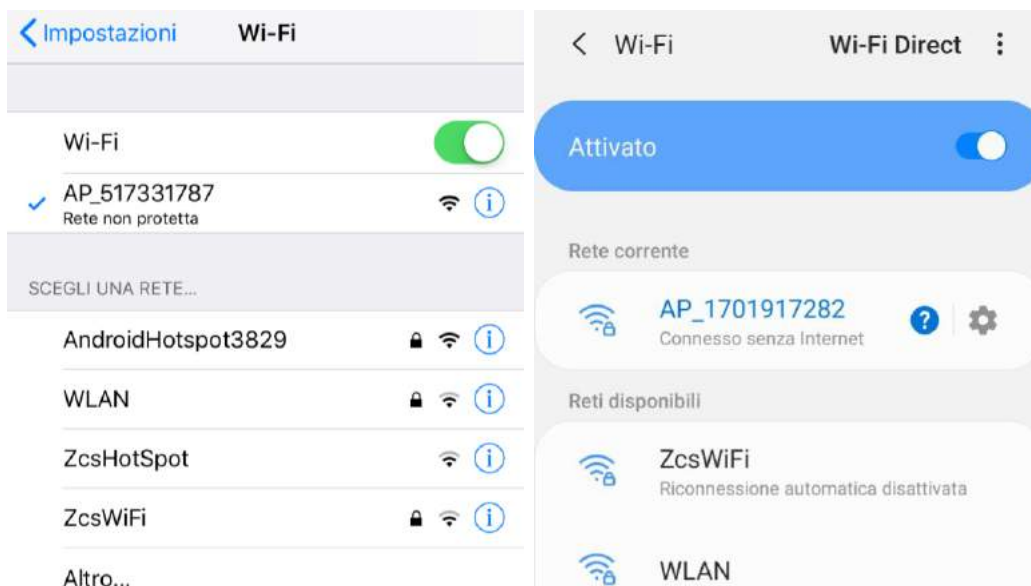 Impostazioni Wi-Fi
Wi-Fi
AP_517331787
Rete non protetta
SCEGLI UNA RETE...
AndroidHotspot3829
WLAN
ZcsHotSpot
ZcsWiFi
Altro...
Wi-Fi Wi-Fi Direct
Attivato
Rete corrente
AP_1701917282
Connesso senza Internet
Reti disponibili
ZcsWiFi
Riconnessione automatica disattivata
WLAN